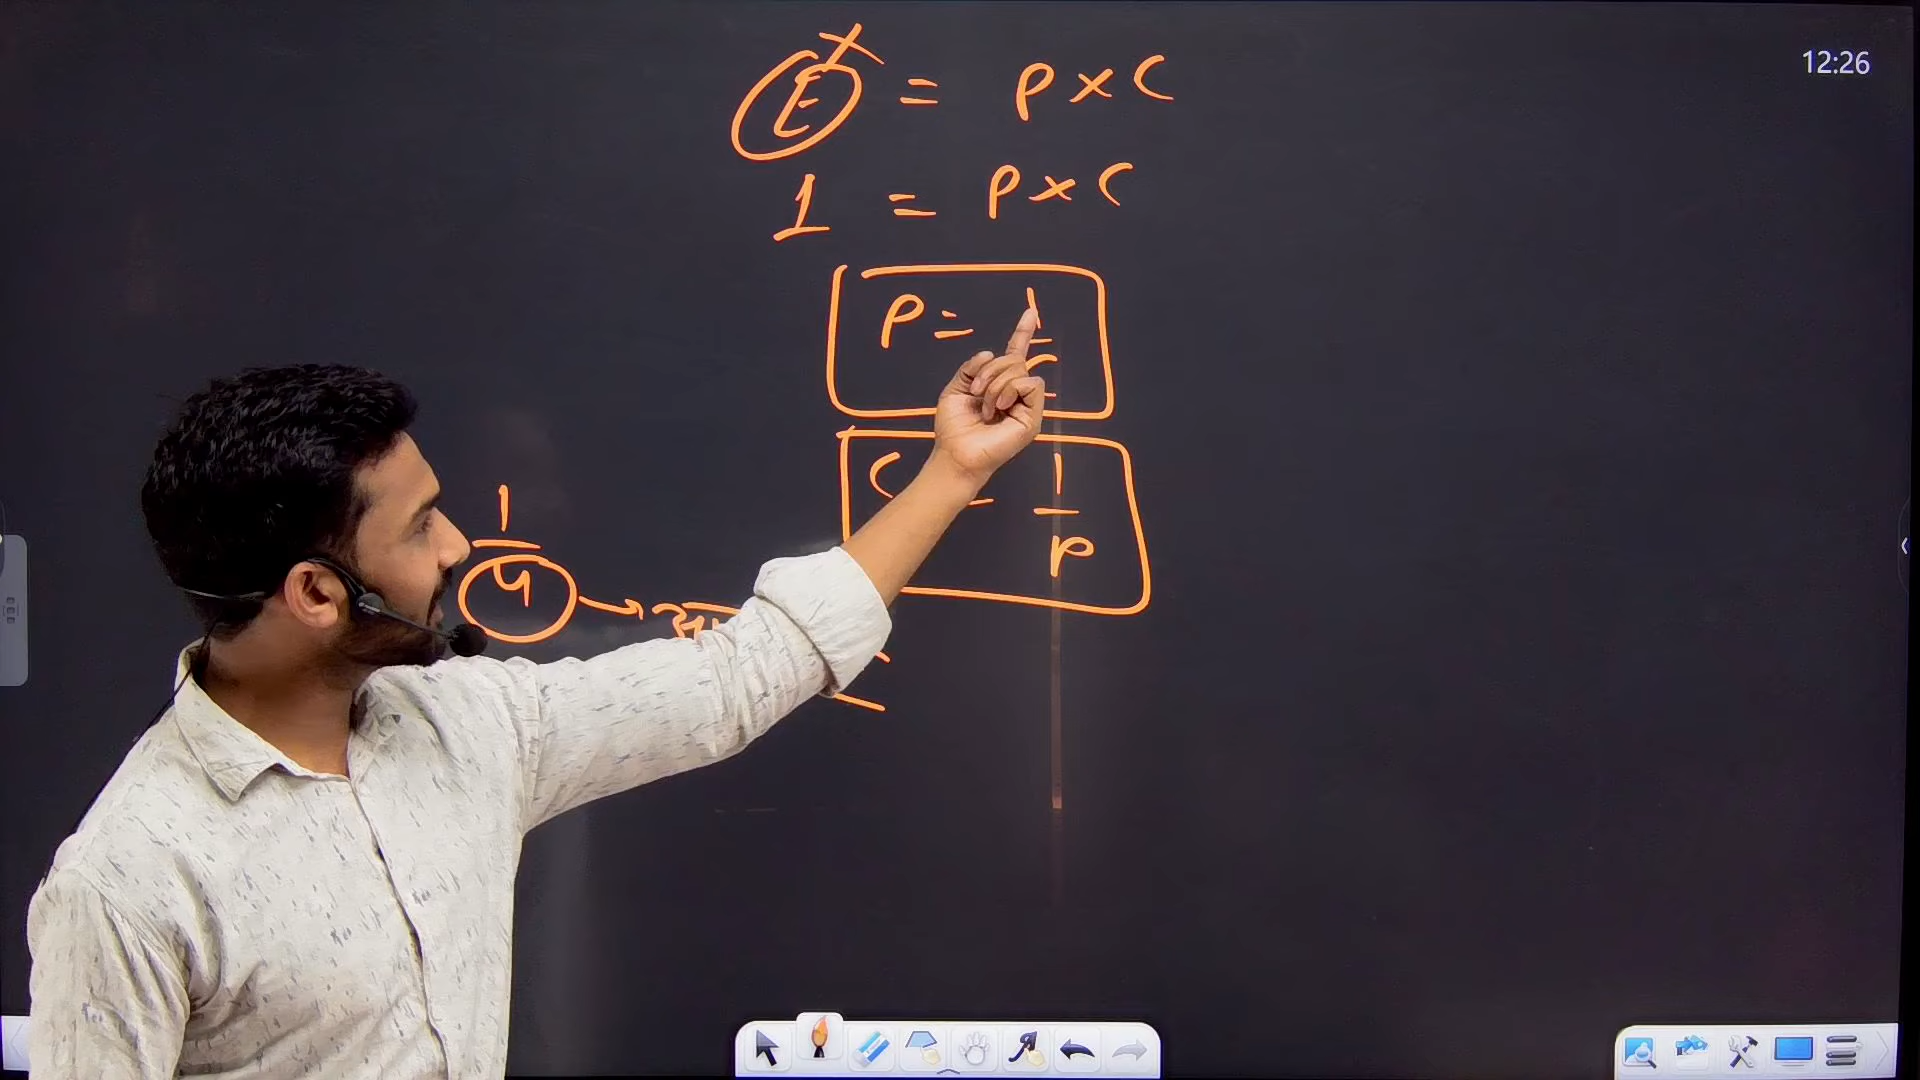 12:26
E = P × C
1 = P × C
P = 1/C
C = 1/P
1/4 →